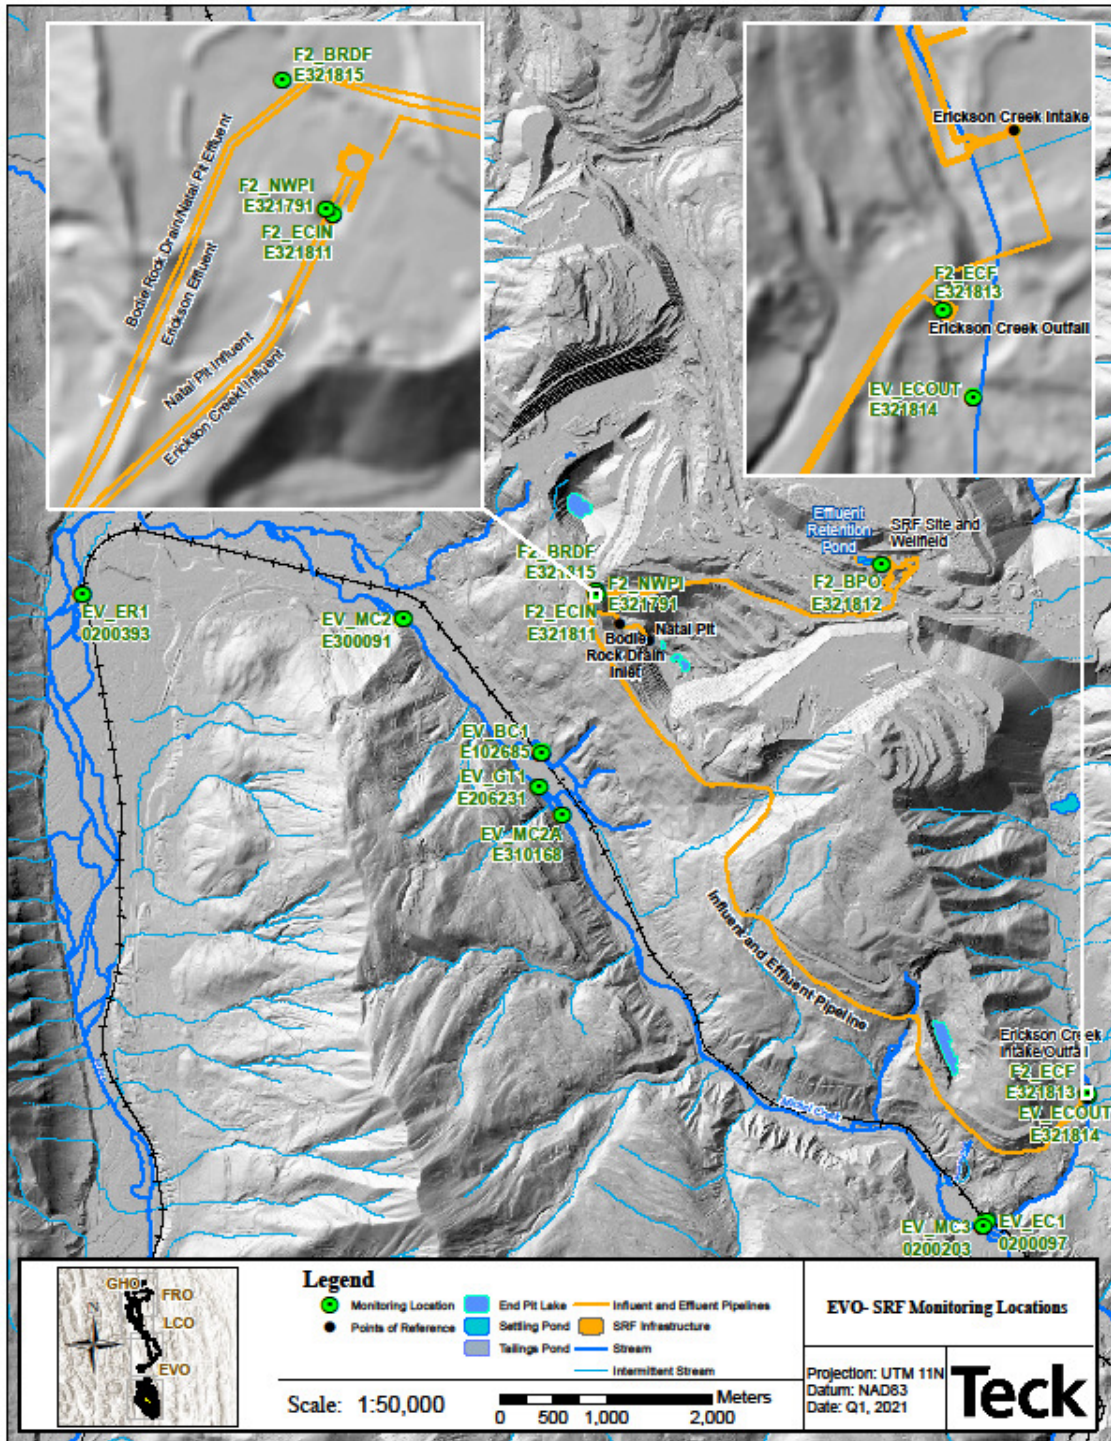 F2_BRDF
E321815
Bodie Rock Drain/Natal Pit Effluent
Erickson Effluent
F2_NWPI
E321791
F2_ECIN
E321811
Natal Pit Influent
Erickson Creekt Influent
Erickson Creek Intake
F2_ECF
E321813
Erickson Creek Outfall
EV_ECOUT
E321814
Effluent
Retention
Pond
SRF Site and
Wellfield
F2_BPO
E321812
F2_BRDF
E321815
F2_NWPI
E321791
F2_ECIN
E321811
Natal Pit
Bodie
Rock Drain
Inlet
EV_ER1
0200393
EV_MC2
E300091
EV_BC1
E102685
EV_GT1
E206231
EV_MC2A
E310168
Influent and Effluent Pipeline
Michel Creek
Erickson Creek
Intake/Outfall
F2_ECF
E321813
EV_ECOUT
E321814
EV_MC3
0200203
EV_EC1
0200097
GHO
FRO
LCO
EVO
N
Legend
Monitoring Location
Points of Reference
End Pit Lake
Settling Pond
Tailings Pond
Influent and Effluent Pipelines
SRF Infrastructure
Stream
Intermittent Stream
Scale: 1:50,000
Meters
0 500 1,000 2,000
EVO- SRF Monitoring Locations
Projection: UTM 11N
Datum: NAD83
Date: Q1, 2021
Teck